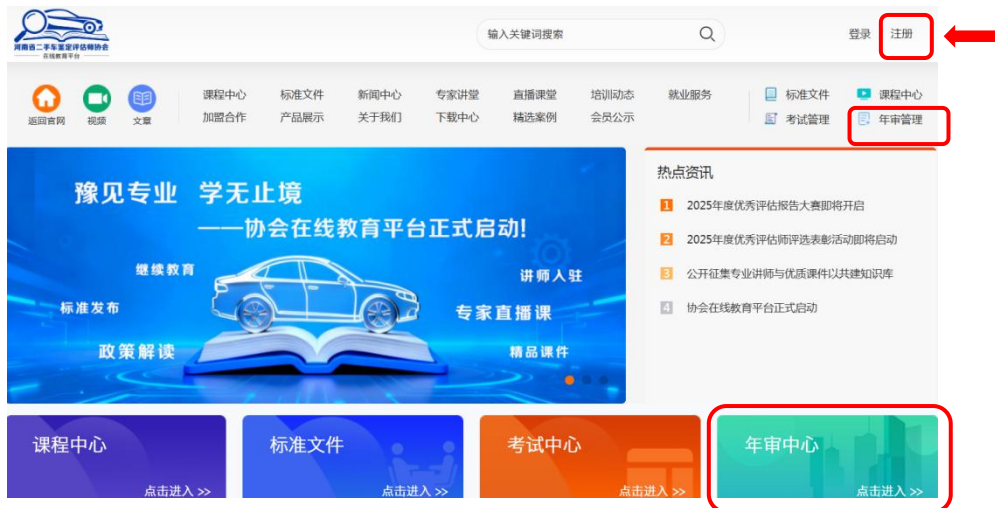 河南省二手车鉴定评估师协会
在线教育平台
输入关键词搜索
登录 注册
返回官网 视频 文章
课程中心 标准文件 新闻中心 专家讲堂 直播课堂 培训动态 就业服务
加盟合作 产品展示 关于我们 下载中心 精选案例 会员公示
标准文件 课程中心
考试管理 年审管理
豫见专业 学无止境
——协会在线教育平台正式启动!
继续教育
讲师入驻
标准发布
专家直播课
政策解读
精品课件
热点资讯
1 2025年度优秀评估报告大赛即将开启
2 2025年度优秀评估师评选表彰活动即将启动
3 公开征集专业讲师与优质课件以共建知识库
4 协会在线教育平台正式启动
课程中心
点击进入 >>
标准文件
点击进入 >>
考试中心
点击进入 >>
年审中心
点击进入 >>